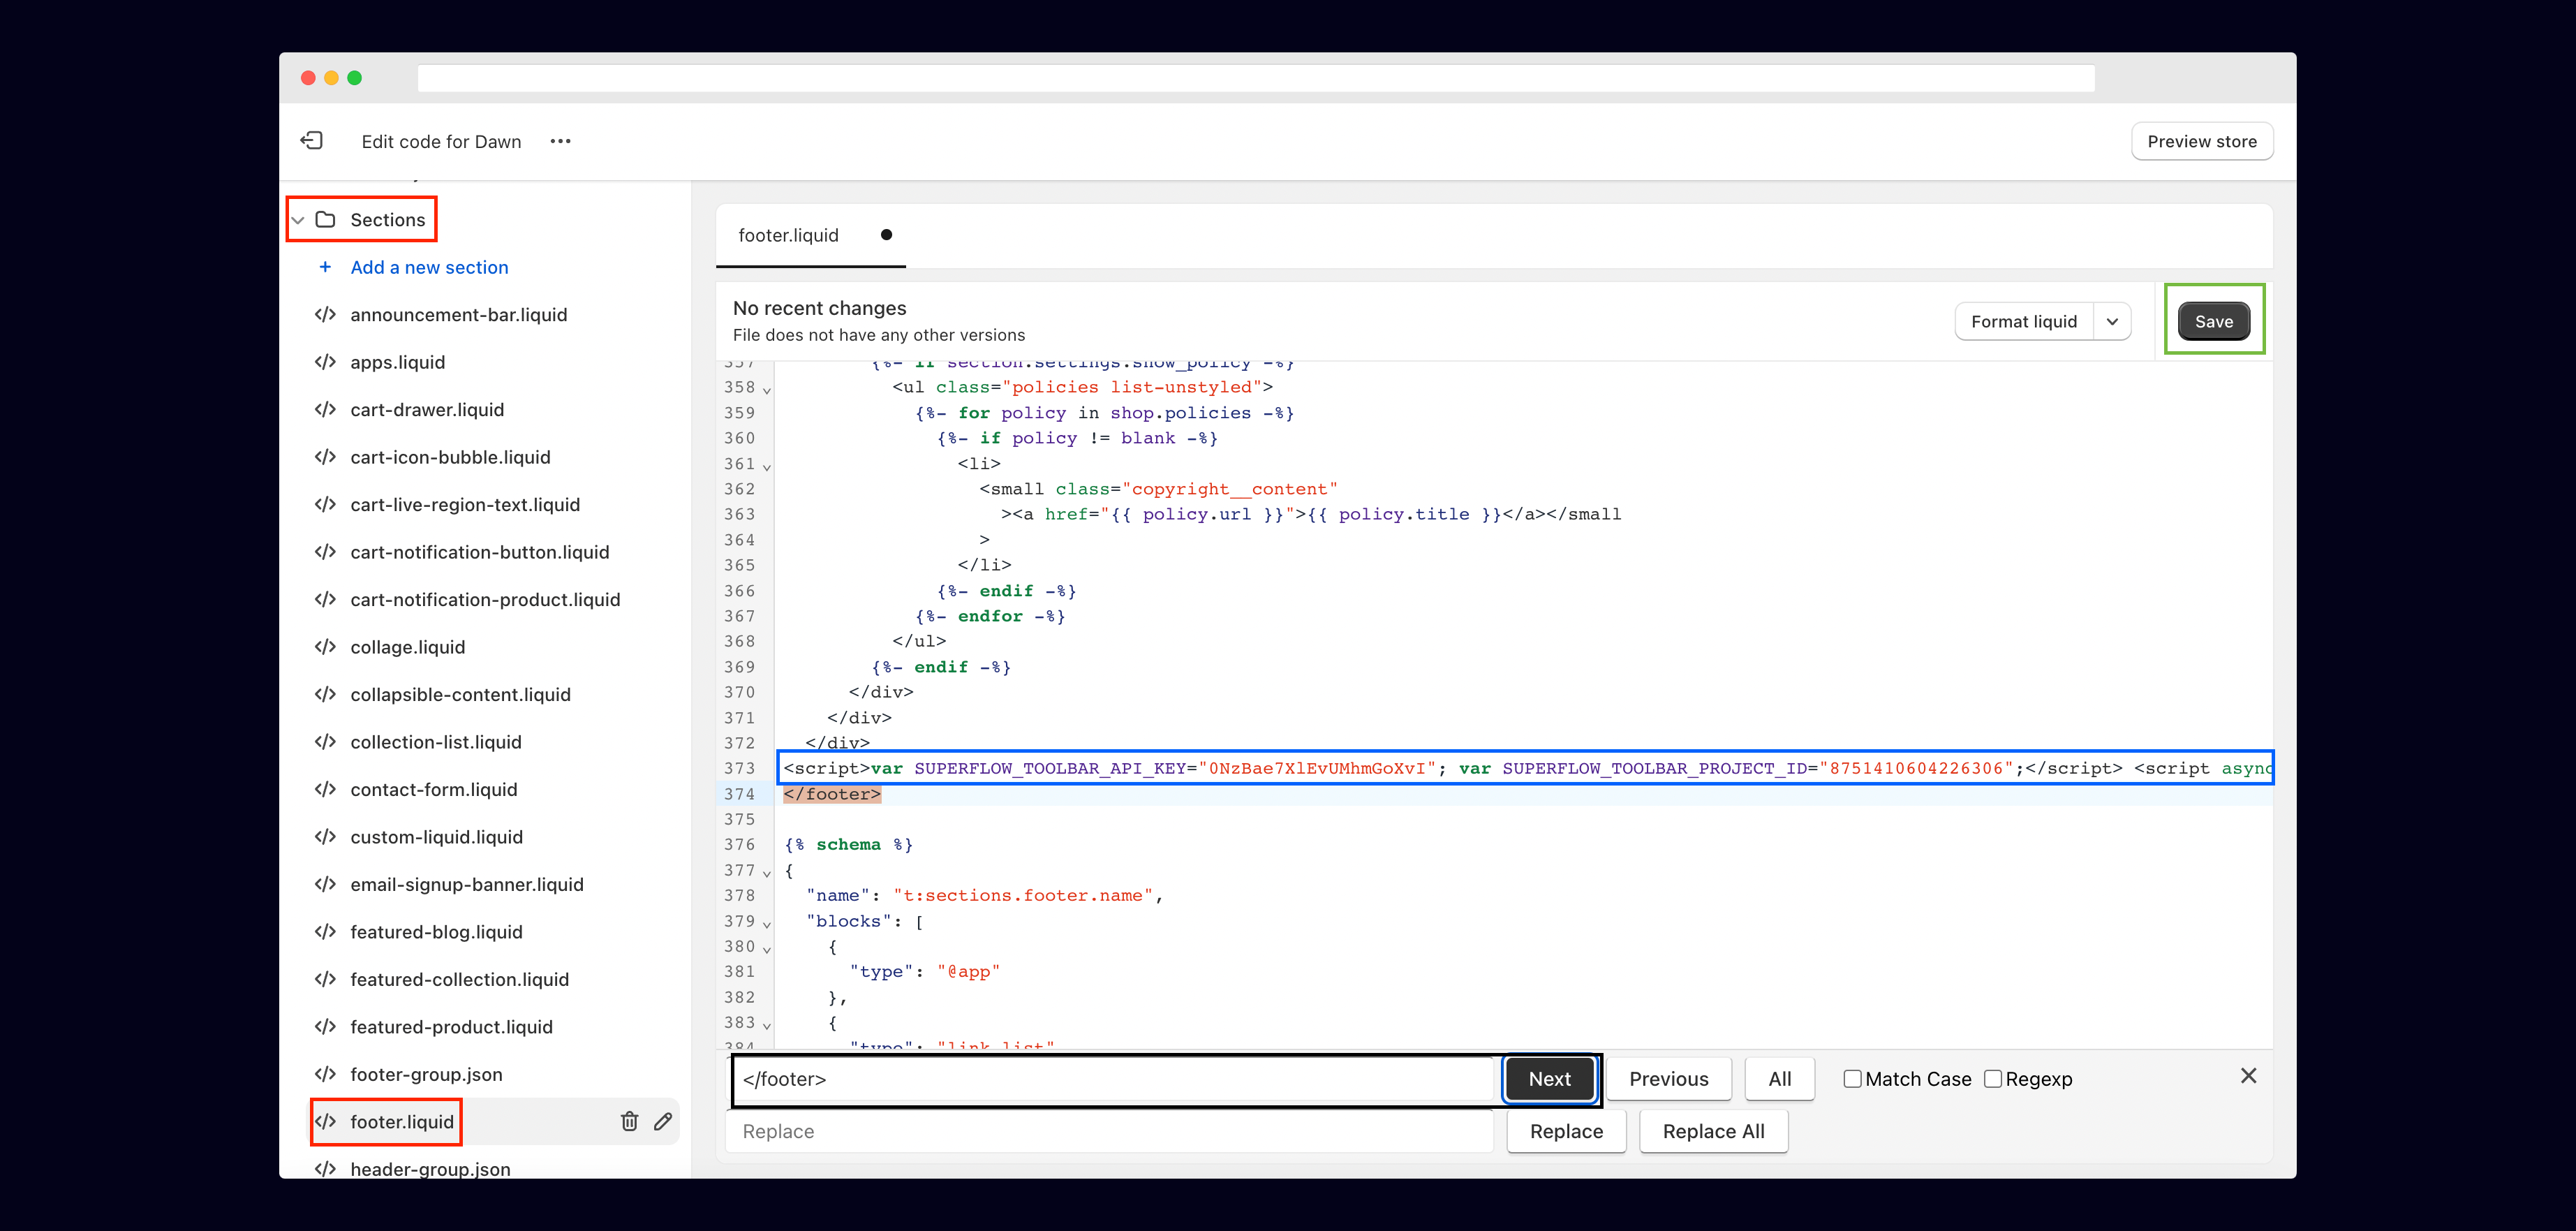 Edit code for Dawn
Preview store
Sections
+ Add a new section
</> announcement-bar.liquid
</> apps.liquid
</> cart-drawer.liquid
</> cart-icon-bubble.liquid
</> cart-live-region-text.liquid
</> cart-notification-button.liquid
</> cart-notification-product.liquid
</> collage.liquid
</> collapsible-content.liquid
</> collection-list.liquid
</> contact-form.liquid
</> custom-liquid.liquid
</> email-signup-banner.liquid
</> featured-blog.liquid
</> featured-collection.liquid
</> featured-product.liquid
</> footer-group.json
</> footer.liquid
</> header-group.json
footer.liquid
No recent changes
File does not have any other versions
Format liquid
Save
357 {%- if section.settings.show_policy -%}
358 <ul class="policies list-unstyled">
359 {%- for policy in shop.policies -%}
360 {%- if policy != blank -%}
361 <li>
362 <small class="copyright__content"
363 ><a href="{{ policy.url }}">{{ policy.title }}</a></small
364 >
365 </li>
366 {%- endif -%}
367 {%- endfor -%}
368 </ul>
369 {%- endif -%}
370 </div>
371 </div>
372 </div>
373 <script>var SUPERFLOW_TOOLBAR_API_KEY="0NzBae7XlEvUMhmGoXvI"; var SUPERFLOW_TOOLBAR_PROJECT_ID="8751410604226306";</script> <script async
374 </footer>
375
376 {% schema %}
377 {
378 "name": "t:sections.footer.name",
379 "blocks": [
380 {
381 "type": "@app"
382 },
383 {
384 "type": "link_list"
</footer>
Next
Previous
All
Match Case
Regexp
Replace
Replace
Replace All